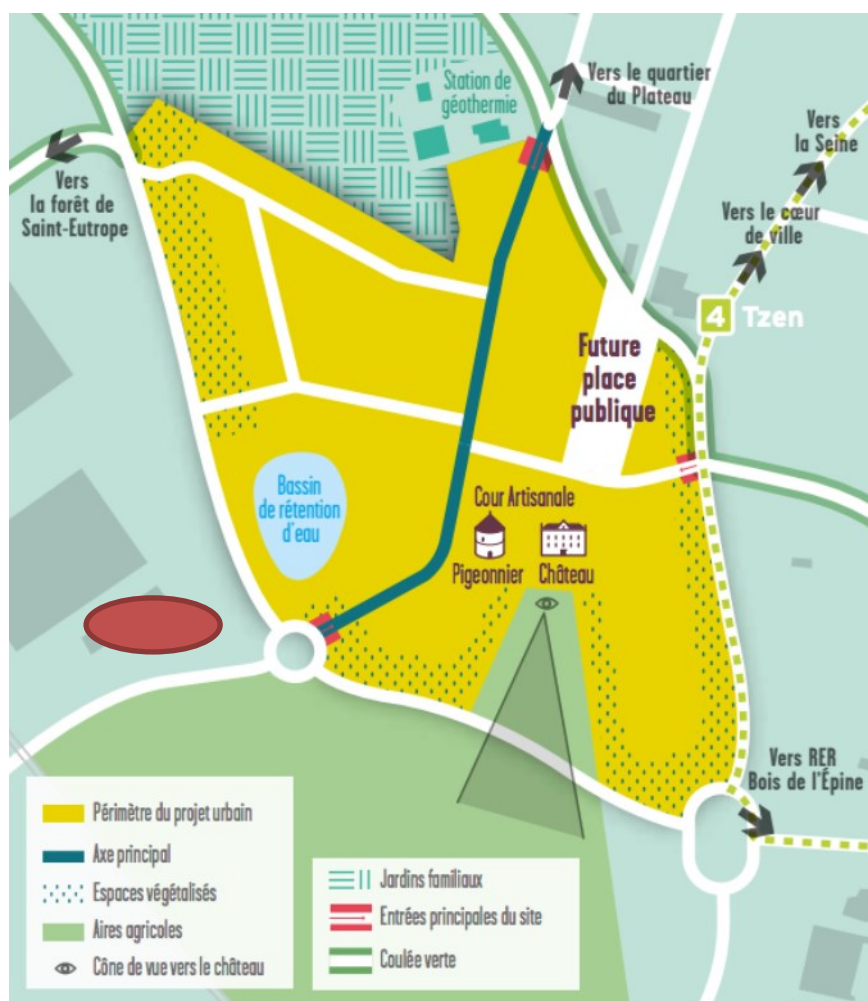 Station de
géothermie
Vers le quartier
du Plateau
Vers
la Seine
Vers
la forêt de
Saint-Eutrope
Vers le cœur
de ville
4 Tzen
Future
place
publique
Bassin
de rétention
d'eau
Cour Artisanale
Pigeonnier Château
Vers RER
Bois de l'Épine
Périmètre du projet urbain
Axe principal
Espaces végétalisés
Aires agricoles
Cône de vue vers le château
Jardins familiaux
Entrées principales du site
Coulée verte